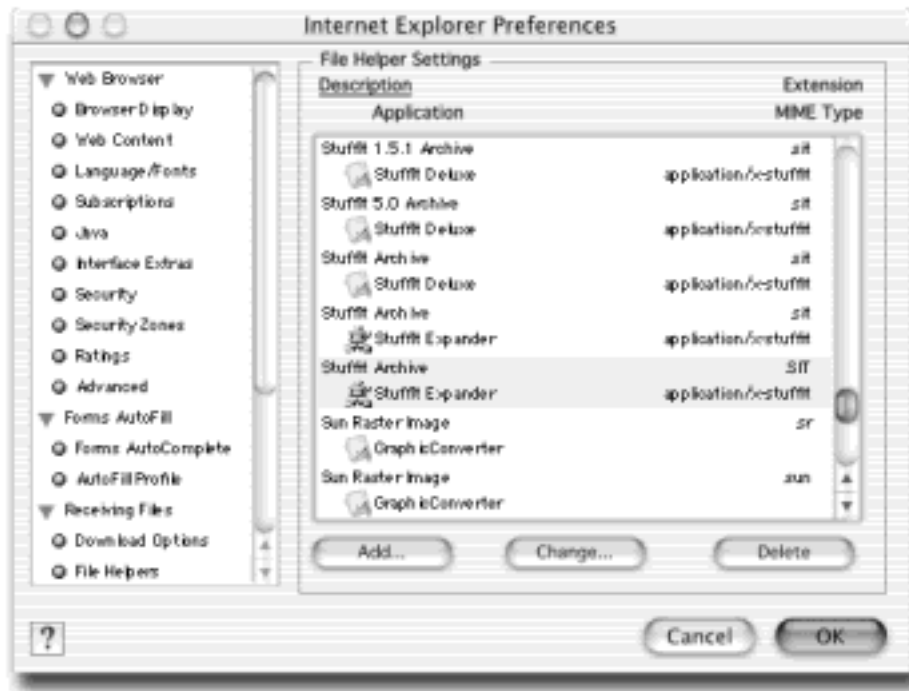 Internet Explorer Preferences
Web Browser
Browser Display
Web Content
Language/Fonts
Subscriptions
Java
Interface Extras
Security
Security Zones
Ratings
Advanced
Forms AutoFill
Forms AutoComplete
AutoFill Profile
Receiving Files
Download Options
File Helpers
File Helper Settings
Description Extension
Application MIME Type
StuffIt 1.5.1 Archive .sit
StuffIt Deluxe application/x-stuffit
StuffIt 5.0 Archive .sit
StuffIt Deluxe application/x-stuffit
StuffIt Archive .sit
StuffIt Deluxe application/x-stuffit
StuffIt Archive .sit
StuffIt Expander application/x-stuffit
StuffIt Archive .SIT
StuffIt Expander application/x-stuffit
Sun Raster Image .sr
GraphicConverter
Sun Raster Image .sun
GraphicConverter
Add... Change... Delete
? Cancel OK